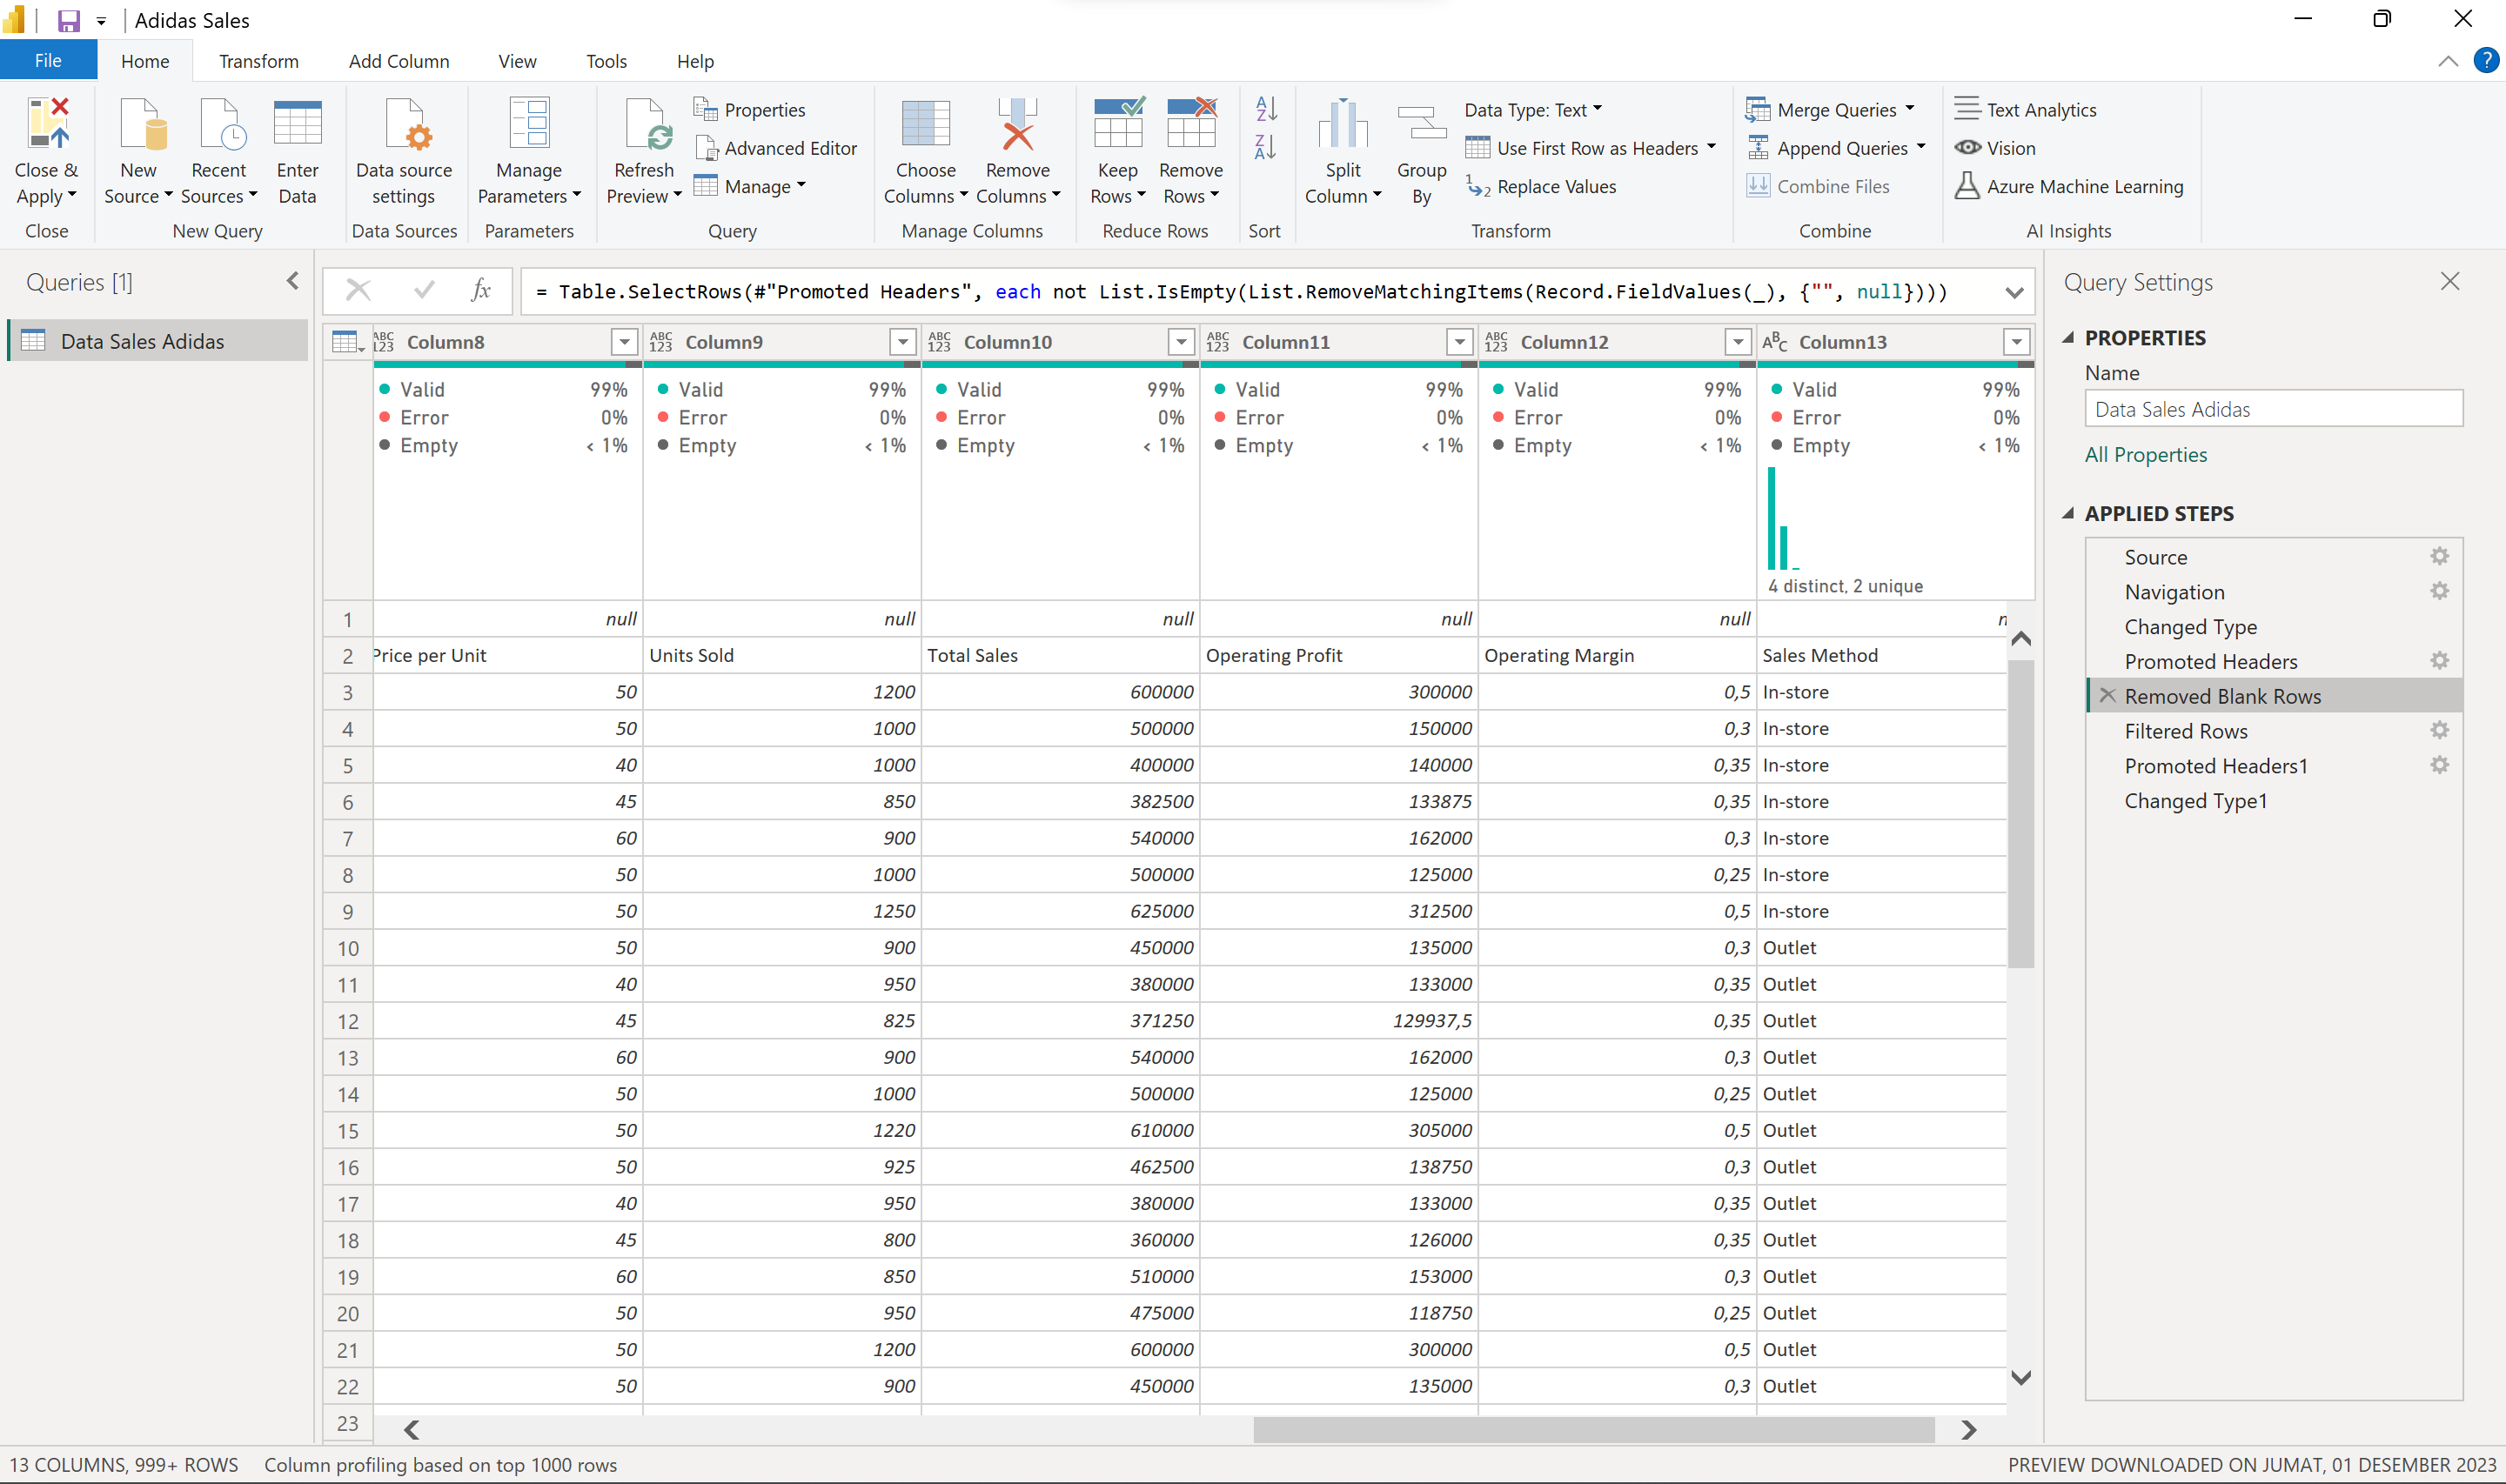 Adidas Sales
File Home Transform Add Column View Tools Help
Close & Apply
Close
New Source
Recent Sources
Enter Data
New Query
Data source settings
Data Sources
Manage Parameters
Parameters
Refresh Preview
Properties
Advanced Editor
Manage
Query
Choose Columns
Remove Columns
Manage Columns
Keep Rows
Remove Rows
Reduce Rows
Sort
Split Column
Group By
Data Type: Text
Use First Row as Headers
Replace Values
Transform
Merge Queries
Append Queries
Combine Files
Combine
Text Analytics
Vision
Azure Machine Learning
AI Insights
Queries [1]
Data Sales Adidas
fx = Table.SelectRows(#"Promoted Headers", each not List.IsEmpty(List.RemoveMatchingItems(Record.FieldValues(_), {"", null})))
ABC 123 Column8 ABC 123 Column9 ABC 123 Column10 ABC 123 Column11 ABC 123 Column12 ABC Column13
Valid 99% Valid 99% Valid 99% Valid 99% Valid 99% Valid 99%
Error 0% Error 0% Error 0% Error 0% Error 0% Error 0%
Empty < 1% Empty < 1% Empty < 1% Empty < 1% Empty < 1% Empty < 1%
4 distinct, 2 unique
1 null null null null null n
2 Price per Unit Units Sold Total Sales Operating Profit Operating Margin Sales Method
3 50 1200 600000 300000 0,5 In-store
4 50 1000 500000 150000 0,3 In-store
5 40 1000 400000 140000 0,35 In-store
6 45 850 382500 133875 0,35 In-store
7 60 900 540000 162000 0,3 In-store
8 50 1000 500000 125000 0,25 In-store
9 50 1250 625000 312500 0,5 In-store
10 50 900 450000 135000 0,3 Outlet
11 40 950 380000 133000 0,35 Outlet
12 45 825 371250 129937,5 0,35 Outlet
13 60 900 540000 162000 0,3 Outlet
14 50 1000 500000 125000 0,25 Outlet
15 50 1220 610000 305000 0,5 Outlet
16 50 925 462500 138750 0,3 Outlet
17 40 950 380000 133000 0,35 Outlet
18 45 800 360000 126000 0,35 Outlet
19 60 850 510000 153000 0,3 Outlet
20 50 950 475000 118750 0,25 Outlet
21 50 1200 600000 300000 0,5 Outlet
22 50 900 450000 135000 0,3 Outlet
23
Query Settings
PROPERTIES
Name
Data Sales Adidas
All Properties
APPLIED STEPS
Source
Navigation
Changed Type
Promoted Headers
Removed Blank Rows
Filtered Rows
Promoted Headers1
Changed Type1
13 COLUMNS, 999+ ROWS Column profiling based on top 1000 rows PREVIEW DOWNLOADED ON JUMAT, 01 DESEMBER 2023